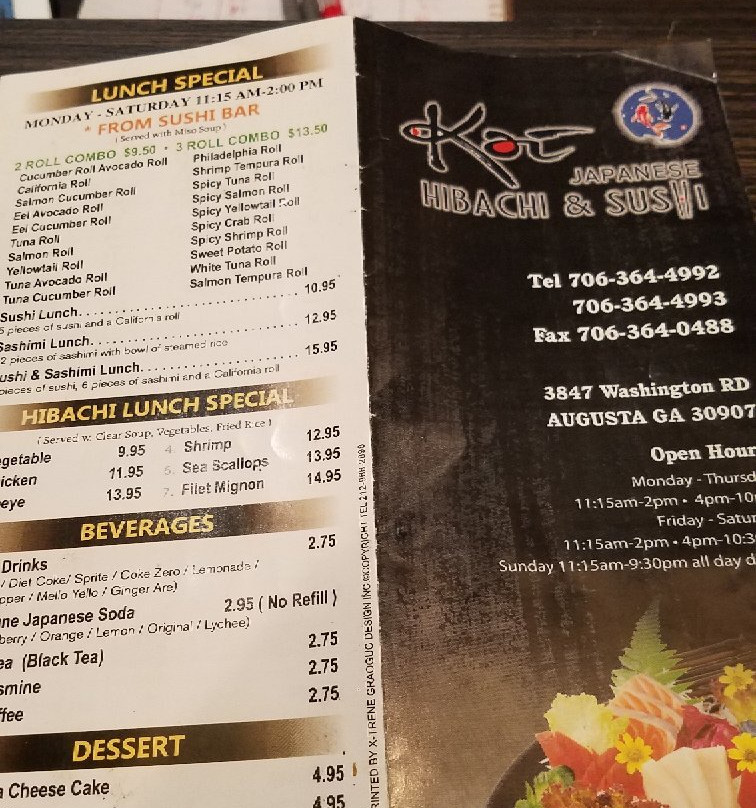 LUNCH SPECIAL
MONDAY - SATURDAY 11:15 AM-2:00 PM
* FROM SUSHI BAR
(Served with Miso Soup)
2 ROLL COMBO $9.50 • 3 ROLL COMBO $13.50
Cucumber Roll Avocado Roll
California Roll
Salmon Cucumber Roll
Eel Avocado Roll
Eel Cucumber Roll
Tuna Roll
Salmon Roll
Yellowtail Roll
Tuna Avocado Roll
Tuna Cucumber Roll
Philadelphia Roll
Shrimp Tempura Roll
Spicy Tuna Roll
Spicy Salmon Roll
Spicy Yellowtail Roll
Spicy Crab Roll
Spicy Shrimp Roll
Sweet Potato Roll
White Tuna Roll
Salmon Tempura Roll
Sushi Lunch. 10.95
5 pieces of sushi and a California roll
Sashimi Lunch. 12.95
2 pieces of sashimi with bowl of steamed rice
ushi & Sashimi Lunch. 15.95
pieces of sushi, 6 pieces of sashimi and a California roll
HIBACHI LUNCH SPECIAL
(Served w. Clear Soup, Vegetables, Fried Rice)
getable 9.95 4. Shrimp 12.95
icken 11.95 5. Sea Scallops 13.95
eye 13.95 7. Filet Mignon 14.95
BEVERAGES
Drinks 2.75
/ Diet Coke/ Sprite / Coke Zero / Lemonade /
pper / Mello Yello / Ginger Are)
ne Japanese Soda 2.95 ( No Refill )
berry / Orange / Lemon / Original / Lychee)
ea (Black Tea) 2.75
smine 2.75
ffee 2.75
DESSERT
a Cheese Cake 4.95
4.95
Koi
JAPANESE
HIBACHI & SUSHI
Tel 706-364-4992
706-364-4993
Fax 706-364-0488
3847 Washington RD
AUGUSTA GA 30907
Open Hour
Monday - Thursd
11:15am-2pm • 4pm-10
Friday - Satur
11:15am-2pm • 4pm-10:3
Sunday 11:15am-9:30pm all day d